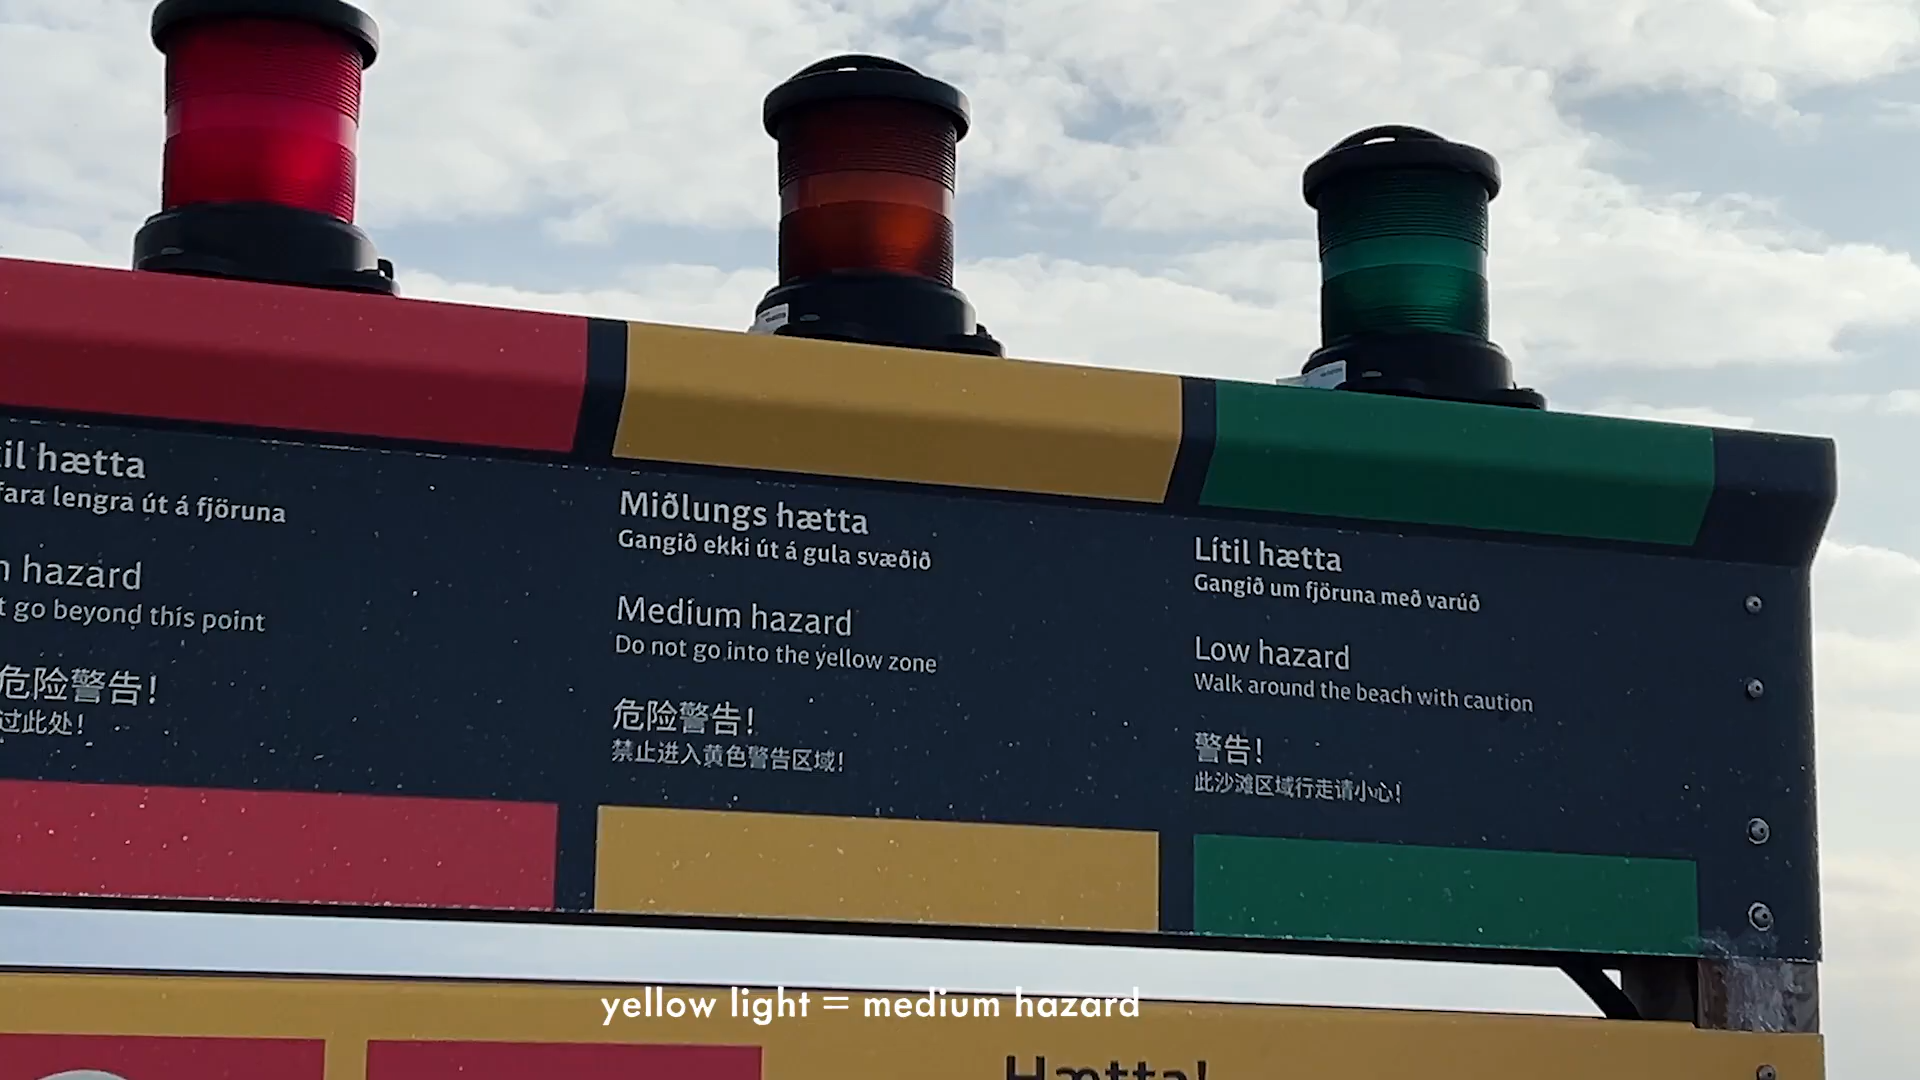 til hætta
fara lengra út á fjöruna
hazard
go beyond this point
危险警告!
过此处!
Miðlungs hætta
Gangið ekki út á gula svæðið
Medium hazard
Do not go into the yellow zone
危险警告!
禁止进入黄色警告区域!
Lítil hætta
Gangið um fjöruna með varúð
Low hazard
Walk around the beach with caution
警告!
此沙滩区域行走请小心!
yellow light = medium hazard
Hætta!